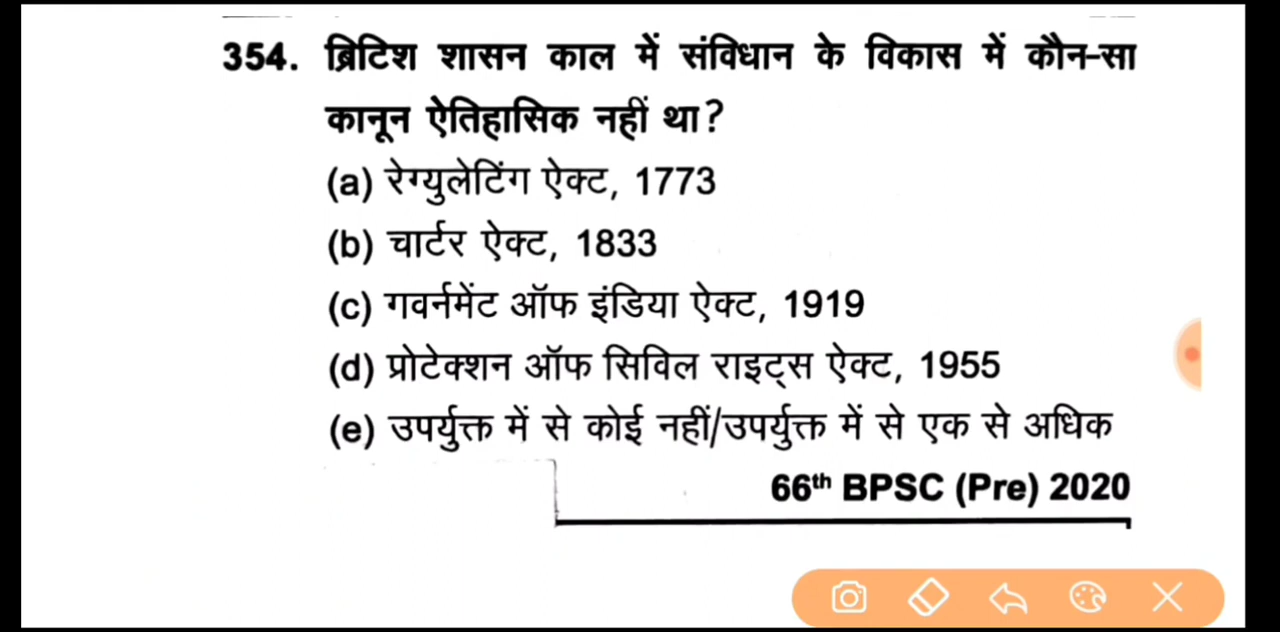 354. ब्रिटिश शासन काल में संविधान के विकास में कौन-सा
कानून ऐतिहासिक नहीं था?
(a) रेग्युलेटिंग ऐक्ट, 1773
(b) चार्टर ऐक्ट, 1833
(c) गवर्नमेंट ऑफ इंडिया ऐक्ट, 1919
(d) प्रोटेक्शन ऑफ सिविल राइट्स ऐक्ट, 1955
(e) उपर्युक्त में से कोई नहीं/उपर्युक्त में से एक से अधिक
66th BPSC (Pre) 2020